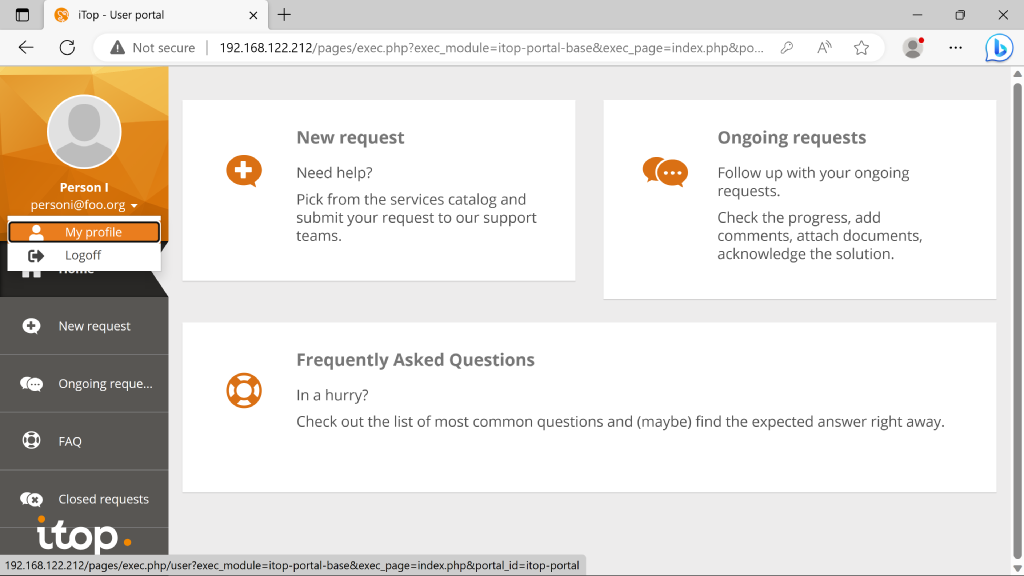 iTop - User portal
Not secure
192.168.122.212/pages/exec.php?exec_module=itop-portal-base&exec_page=index.php&po...
Person I
personi@foo.org
My profile
Logoff
Home
New request
Ongoing reque...
FAQ
Closed requests
itop
New request
Need help?
Pick from the services catalog and
submit your request to our support
teams.
Ongoing requests
Follow up with your ongoing
requests.
Check the progress, add
comments, attach documents,
acknowledge the solution.
Frequently Asked Questions
In a hurry?
Check out the list of most common questions and (maybe) find the expected answer right away.
192.168.122.212/pages/exec.php/user?exec_module=itop-portal-base&exec_page=index.php&portal_id=itop-portal